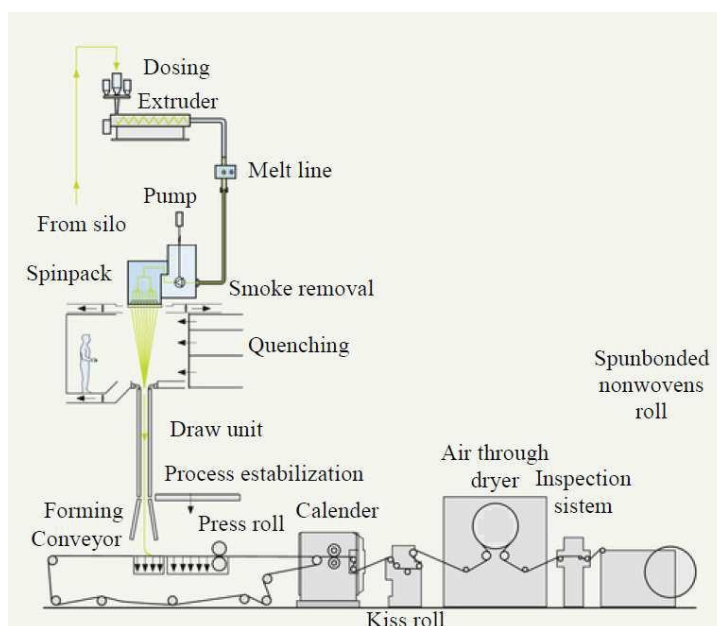 Dosing
Extruder
Melt line
Pump
From silo
Spinpack
Smoke removal
Quenching
Spunbonded
nonwovens
roll
Draw unit
Air through
dryer
Process estabilization
Inspection
sistem
Forming
Conveyor
Press roll
Calender
Kiss roll